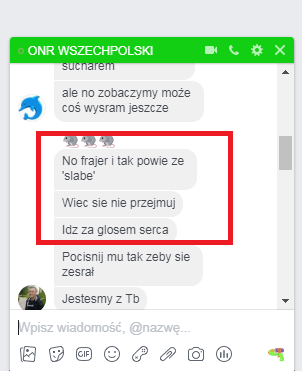 ONR WSZECHPOLSKI
sucharem
ale no zobaczymy może
coś wysram jeszcze
No frajer i tak powie ze
'slabe'
Wiec sie nie przejmuj
Idz za glosem serca
Pocisnij mu tak zeby sie
zesrał
Jestesmy z Tb
Wpisz wiadomość, @nazwę...
GIF